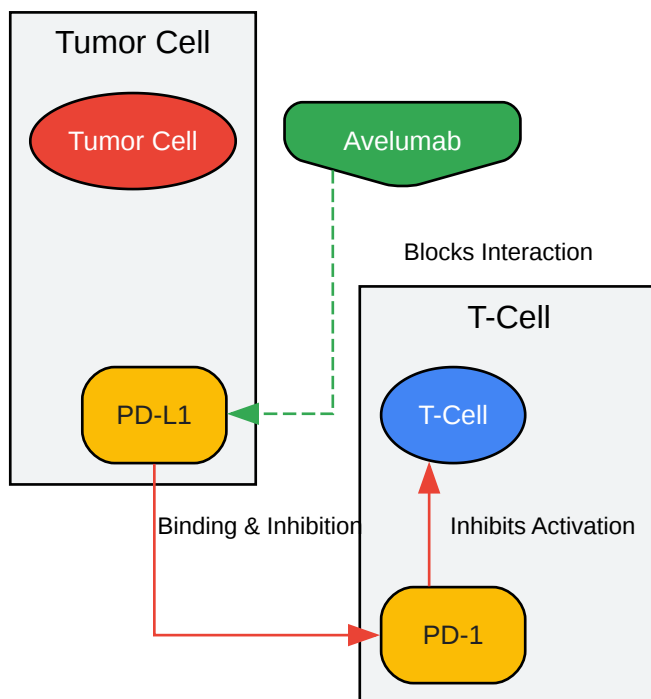 Tumor Cell
Tumor Cell
Avelumab
Blocks Interaction
T-Cell
PD-L1
T-Cell
Binding & Inhibition
Inhibits Activation
PD-1